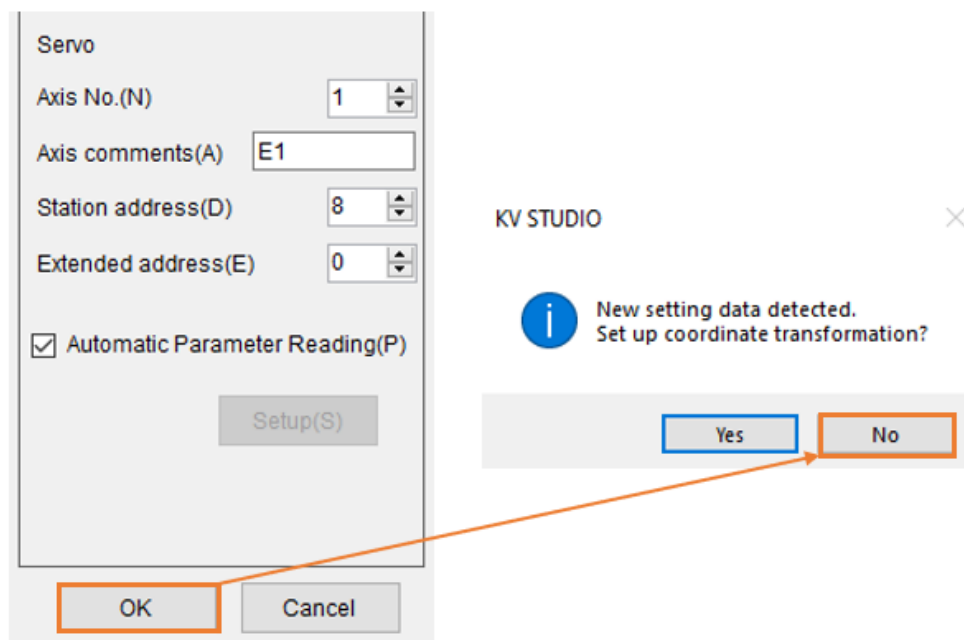 Servo
Axis No.(N) 1
Axis comments(A) E1
Station address(D) 8
Extended address(E) 0
Automatic Parameter Reading(P)
Setup(S)
OK Cancel
KV STUDIO
New setting data detected.
Set up coordinate transformation?
Yes No